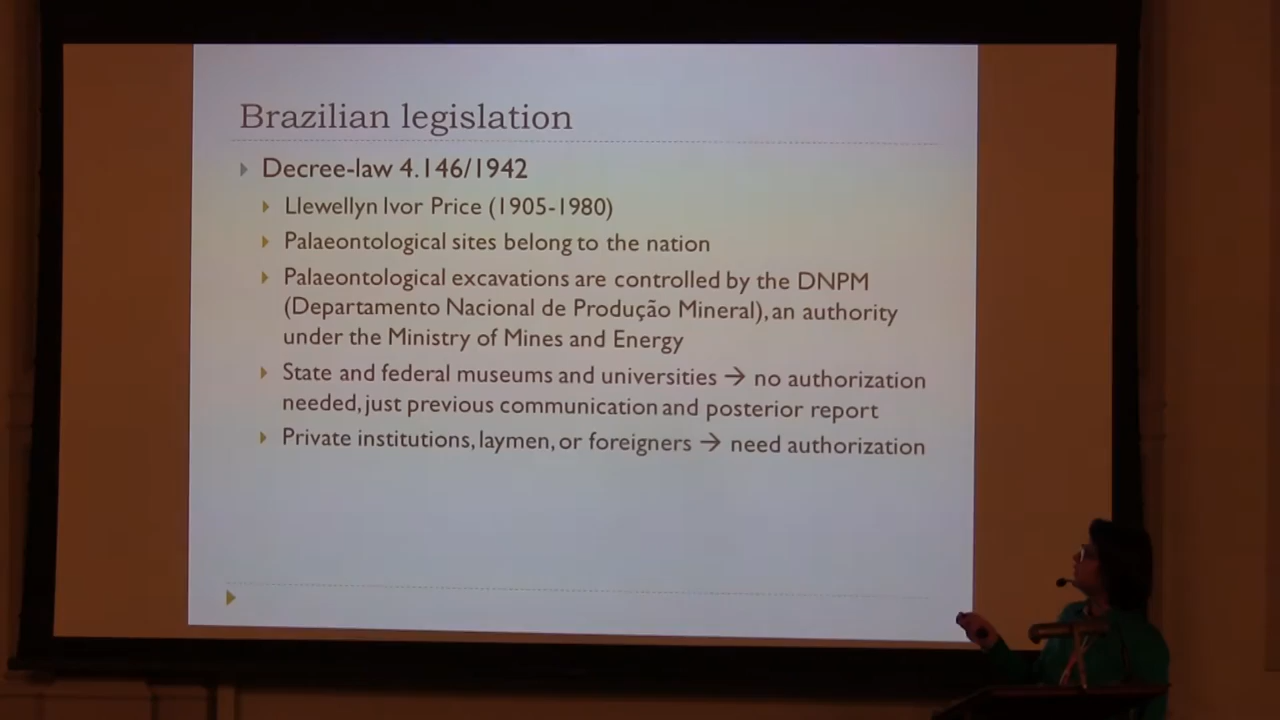 Brazilian legislation
Decree-law 4.146/1942
Llewellyn Ivor Price (1905-1980)
Palaeontological sites belong to the nation
Palaeontological excavations are controlled by the DNPM
(Departamento Nacional de Produção Mineral), an authority
under the Ministry of Mines and Energy
State and federal museums and universities → no authorization
needed, just previous communication and posterior report
Private institutions, laymen, or foreigners → need authorization